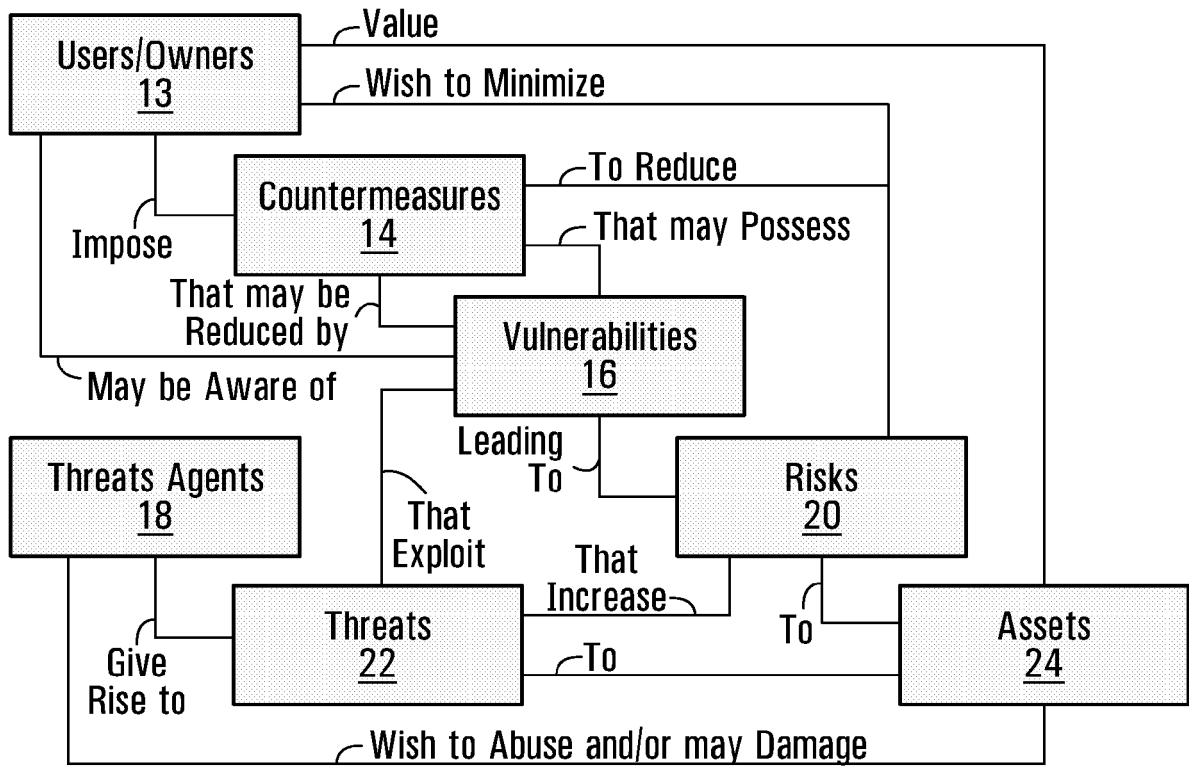 Value
Users/Owners
13
Wish to Minimize
To Reduce
Countermeasures
14
Impose
That may Possess
That may be
Reduced by
Vulnerabilities
16
May be Aware of
Leading
To
Threats Agents
18
Risks
20
That
Exploit
That
Increase
Threats
22
To
Assets
24
To
Give
Rise to
Wish to Abuse and/or may Damage